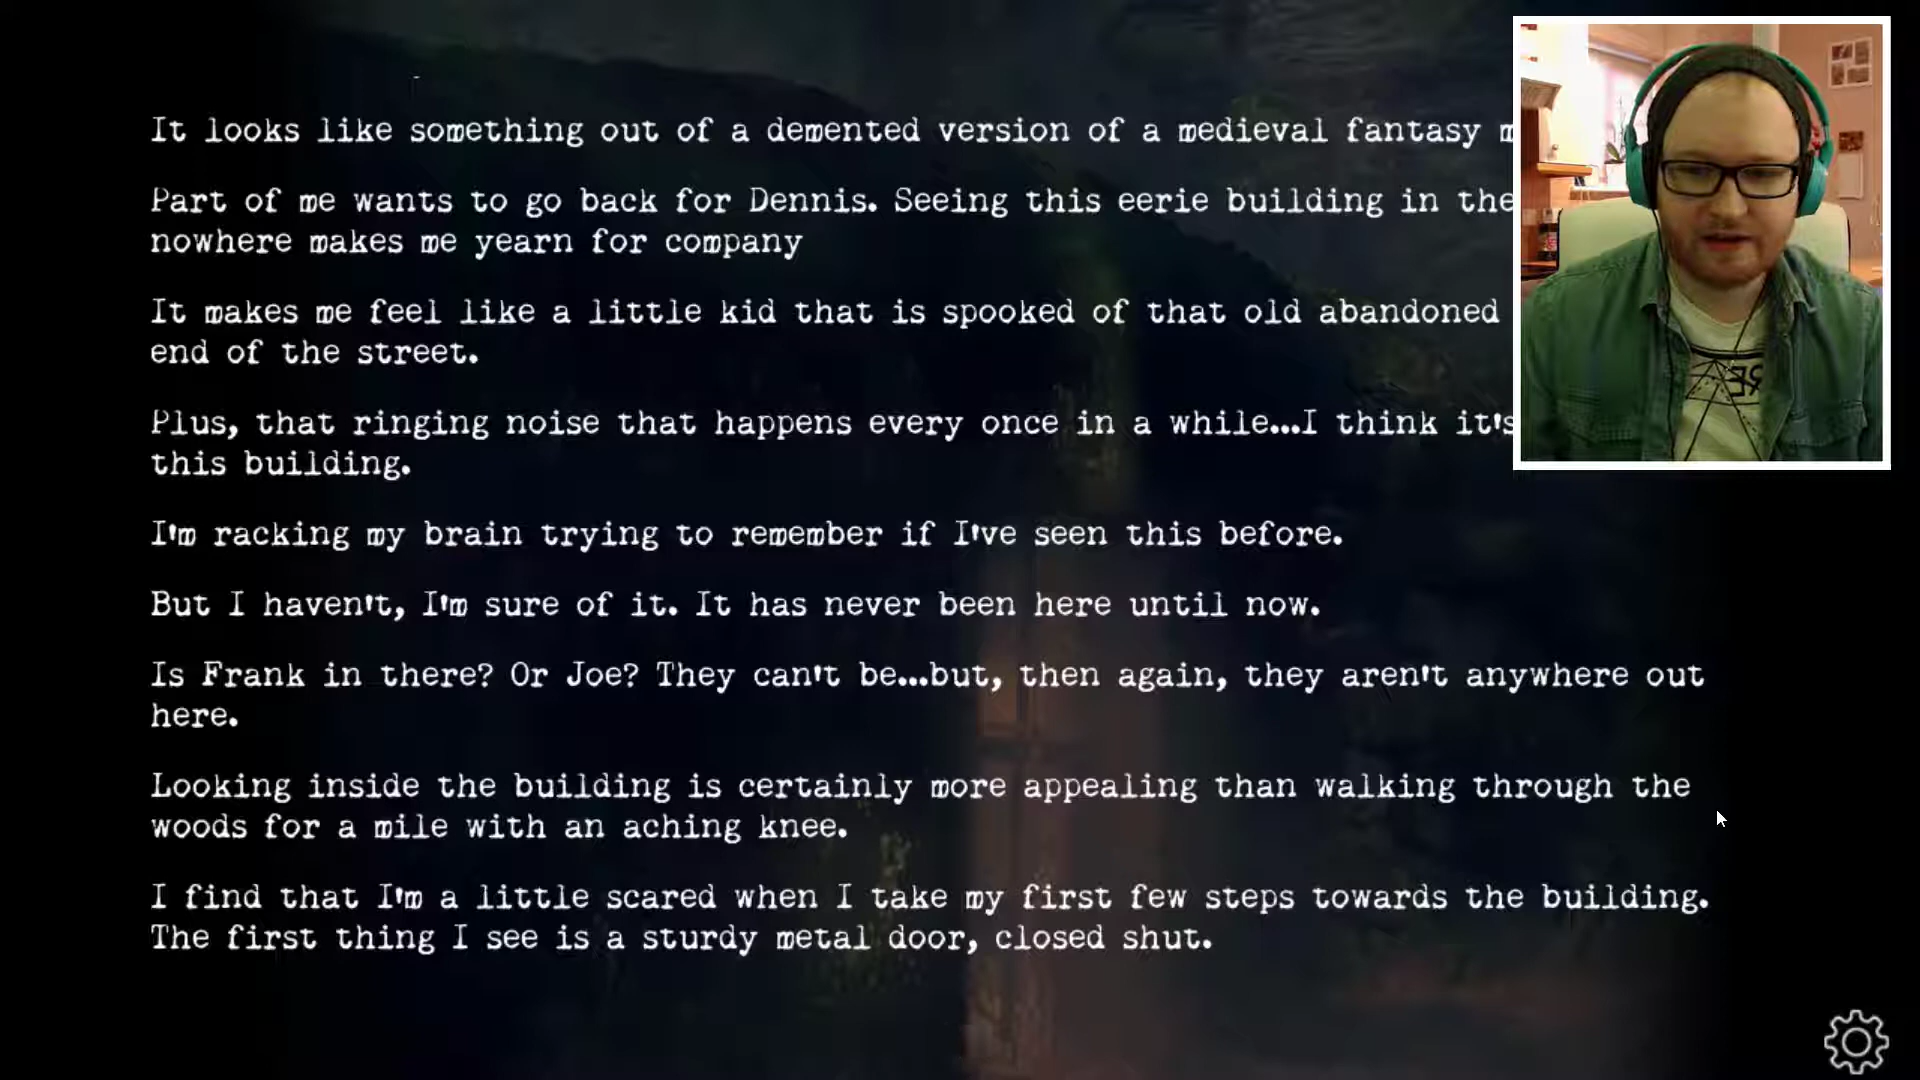 It looks like something out of a demented version of a medieval fantasy
Part of me wants to go back for Dennis. Seeing this eerie building in the
nowhere makes me yearn for company
It makes me feel like a little kid that is spooked of that old abandoned
end of the street.
Plus, that ringing noise that happens every once in a while...I think it's
this building.
I'm racking my brain trying to remember if I've seen this before.
But I haven't, I'm sure of it. It has never been here until now.
Is Frank in there? Or Joe? They can't be...but, then again, they aren't anywhere out
here.
Looking inside the building is certainly more appealing than walking through the
woods for a mile with an aching knee.
I find that I'm a little scared when I take my first few steps towards the building.
The first thing I see is a sturdy metal door, closed shut.